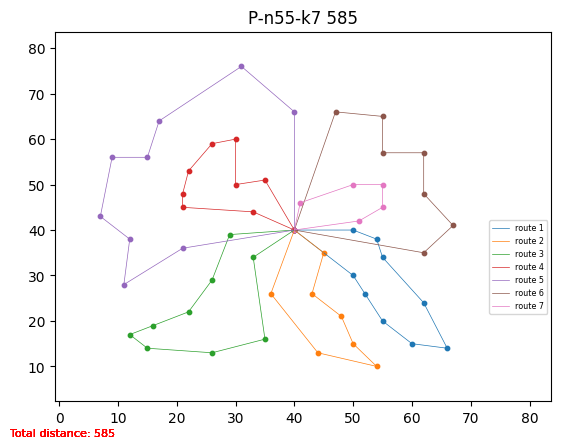 P-n55-k7 585
80
70
60
50
40
30
20
10
0 10 20 30 40 50 60 70 80
route 1
route 2
route 3
route 4
route 5
route 6
route 7
Total distance: 585